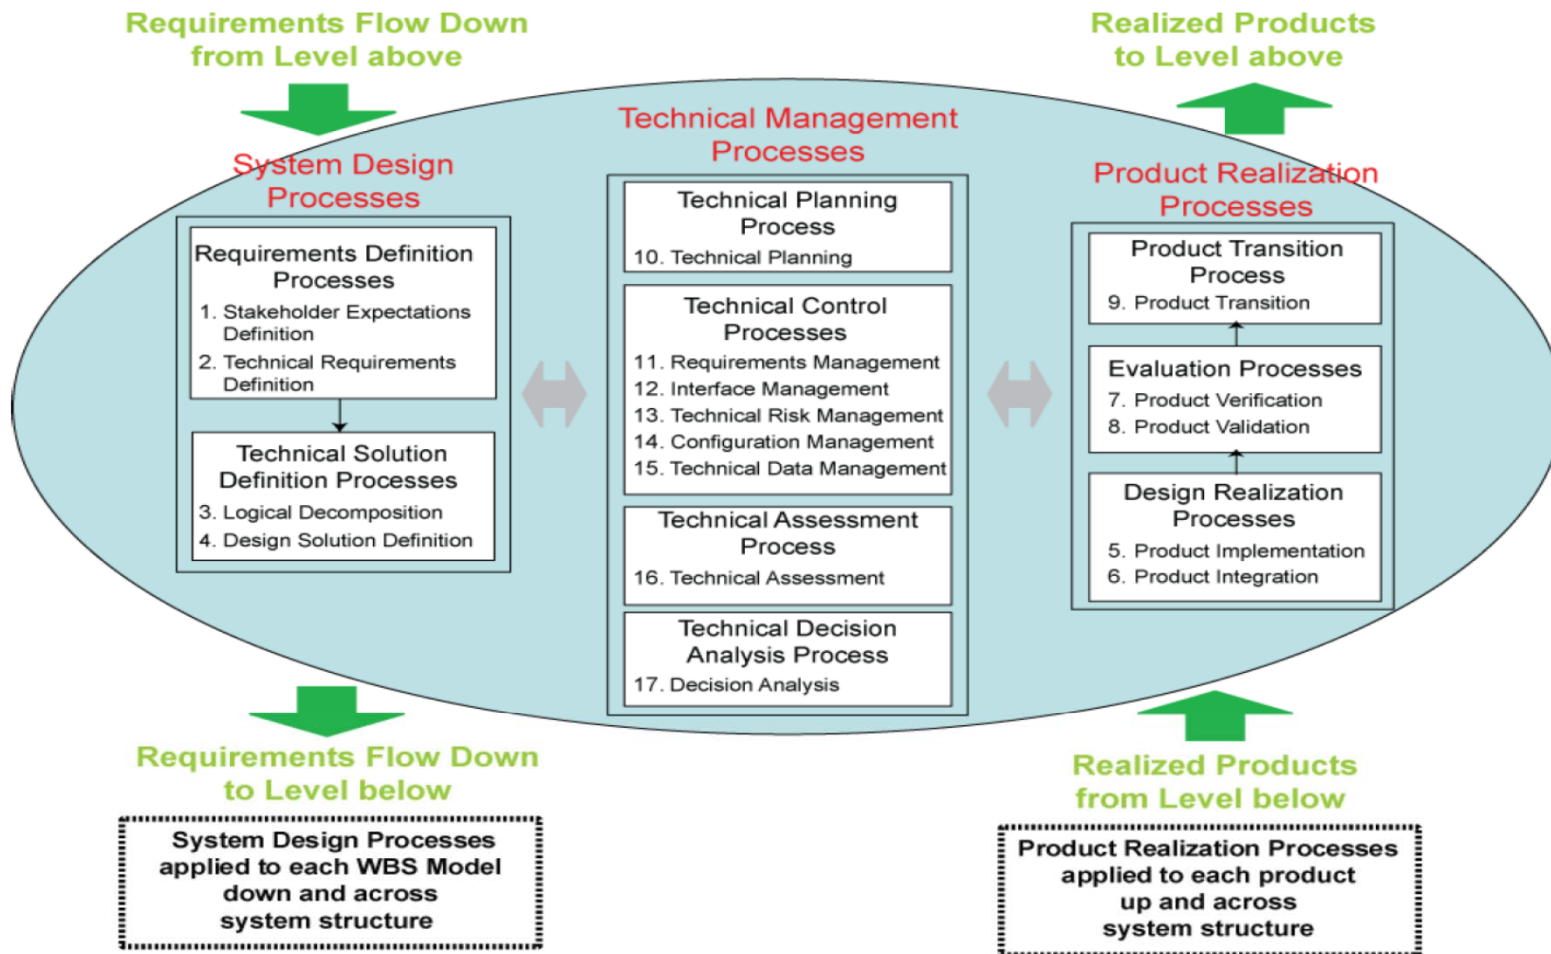 Requirements Flow Down
from Level above
Realized Products
to Level above
System Design
Processes
Requirements Definition
Processes
1. Stakeholder Expectations
Definition
2. Technical Requirements
Definition
Technical Solution
Definition Processes
3. Logical Decomposition
4. Design Solution Definition
Technical Management
Processes
Technical Planning
Process
10. Technical Planning
Technical Control
Processes
11. Requirements Management
12. Interface Management
13. Technical Risk Management
14. Configuration Management
15. Technical Data Management
Technical Assessment
Process
16. Technical Assessment
Technical Decision
Analysis Process
17. Decision Analysis
Product Realization
Processes
Product Transition
Process
9. Product Transition
Evaluation Processes
7. Product Verification
8. Product Validation
Design Realization
Processes
5. Product Implementation
6. Product Integration
Requirements Flow Down
to Level below
System Design Processes
applied to each WBS Model
down and across
system structure
Realized Products
from Level below
Product Realization Processes
applied to each product
up and across
system structure